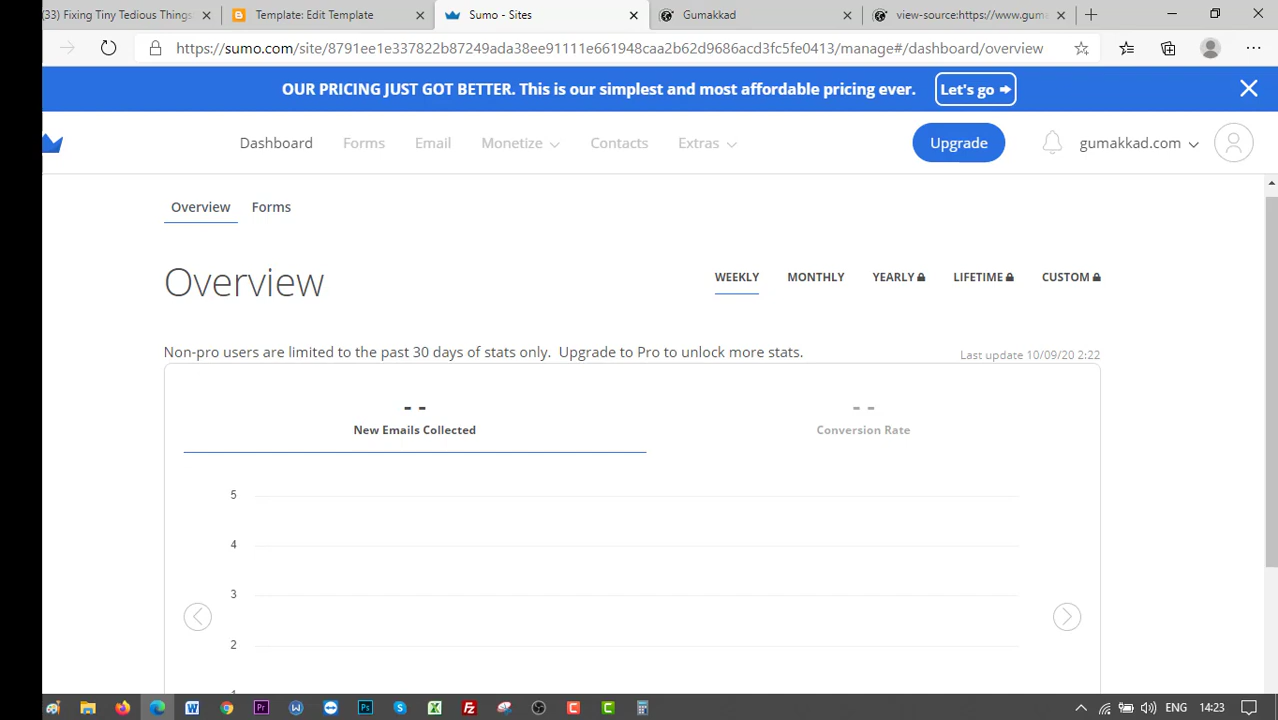 (33) Fixing Tiny Tedious Things
Template: Edit Template
Sumo - Sites
Gumakkad
view-source:https://www.guma
https://sumo.com/site/8791ee1e337822b87249ada38ee91111e661948caa2b62d9686acd3fc5fe0413/manage#/dashboard/overview
OUR PRICING JUST GOT BETTER. This is our simplest and most affordable pricing ever.
Let's go
Dashboard
Forms
Email
Monetize
Contacts
Extras
Upgrade
gumakkad.com
Overview
Forms
Overview
WEEKLY
MONTHLY
YEARLY
LIFETIME
CUSTOM
Non-pro users are limited to the past 30 days of stats only. Upgrade to Pro to unlock more stats.
Last update 10/09/20 2:22
- -
New Emails Collected
- -
Conversion Rate
5
4
3
2
1
ENG
14:23